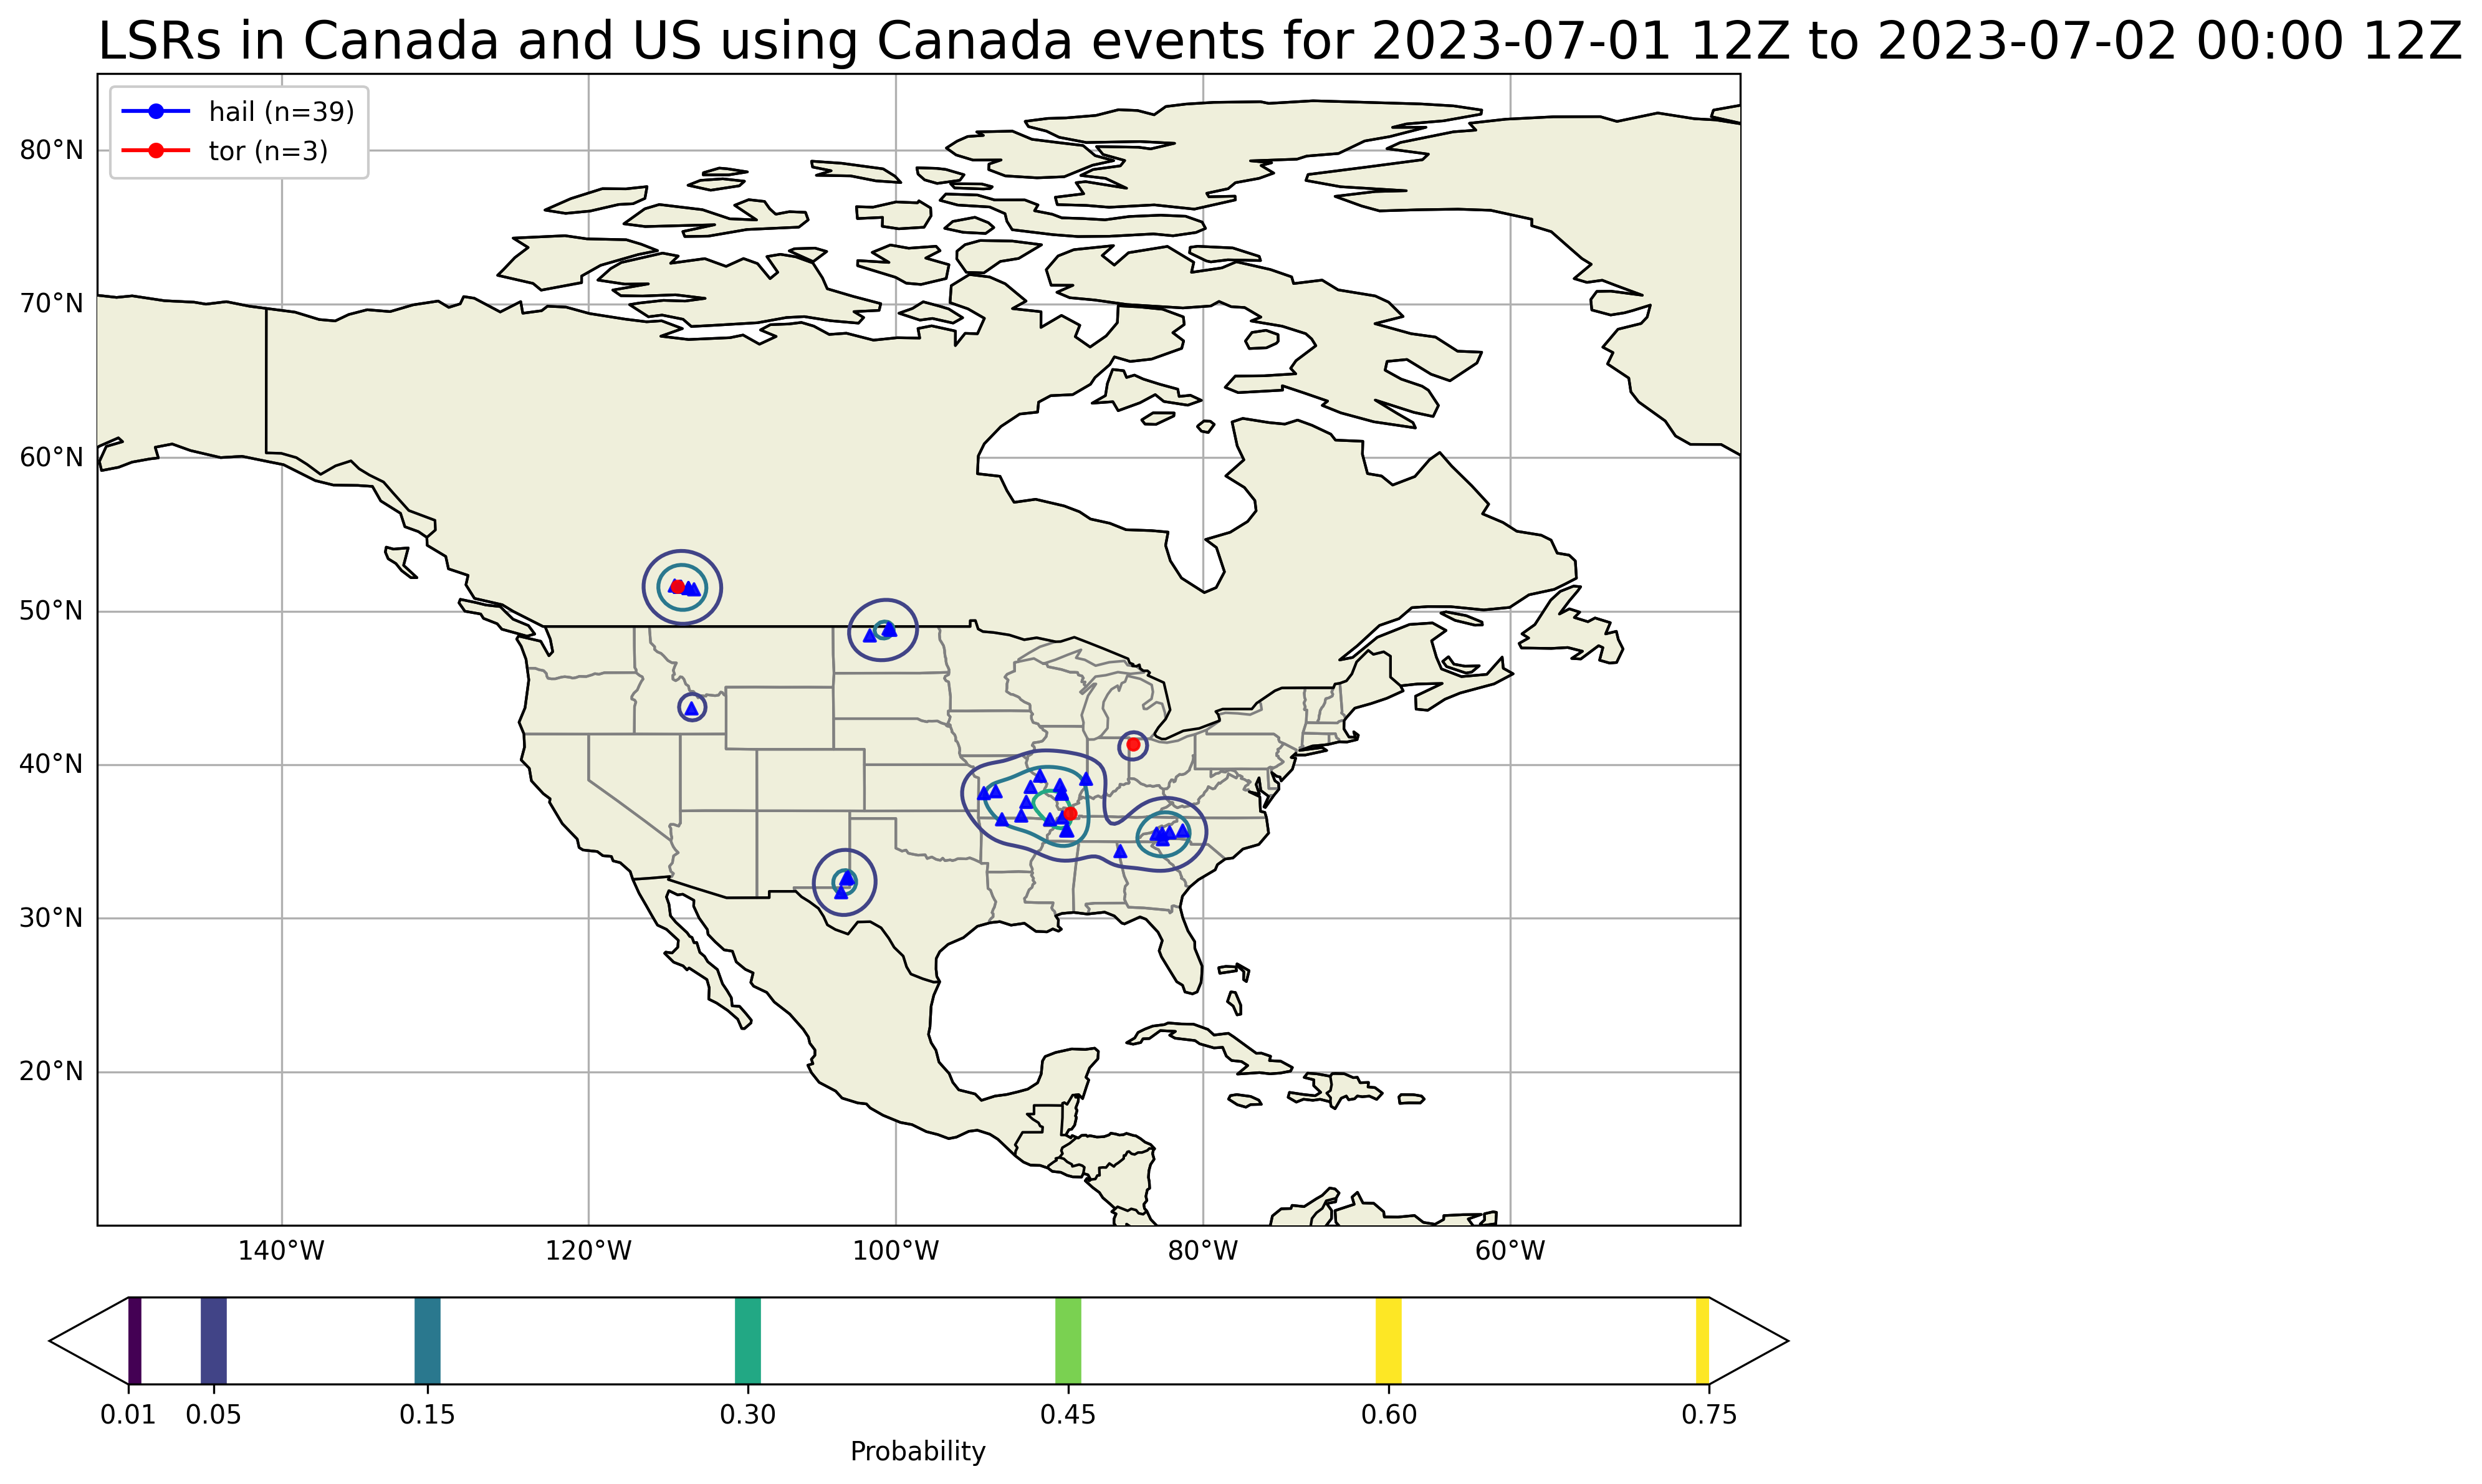 LSRs in Canada and US using Canada events for 2023-07-01 12Z to 2023-07-02 00:00 12Z
hail (n=39)
tor (n=3)
80°N
70°N
60°N
50°N
40°N
30°N
20°N
140°W 120°W 100°W 80°W 60°W
0.01 0.05 0.15 0.30 0.45 0.60 0.75
Probability